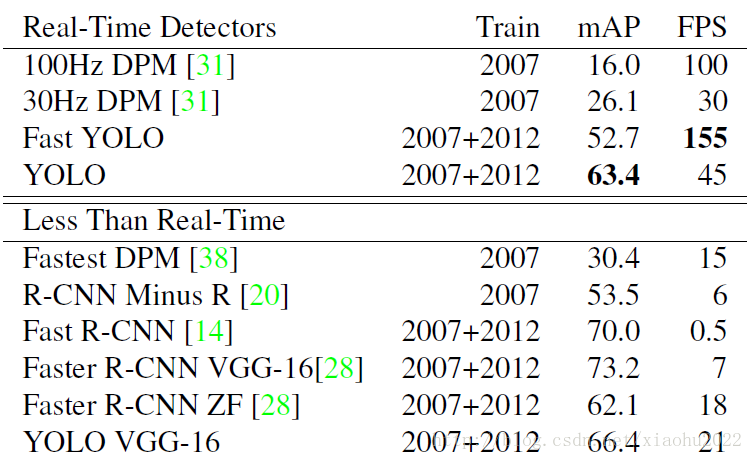 Real-Time Detectors Train mAP FPS
100Hz DPM [31] 2007 16.0 100
30Hz DPM [31] 2007 26.1 30
Fast YOLO 2007+2012 52.7 155
YOLO 2007+2012 63.4 45
Less Than Real-Time
Fastest DPM [38] 2007 30.4 15
R-CNN Minus R [20] 2007 53.5 6
Fast R-CNN [14] 2007+2012 70.0 0.5
Faster R-CNN VGG-16[28] 2007+2012 73.2 7
Faster R-CNN ZF [28] 2007+2012 62.1 18
YOLO VGG-16 2007+2012 66.4 21
http://blog.csdn.net/xiaohu2022